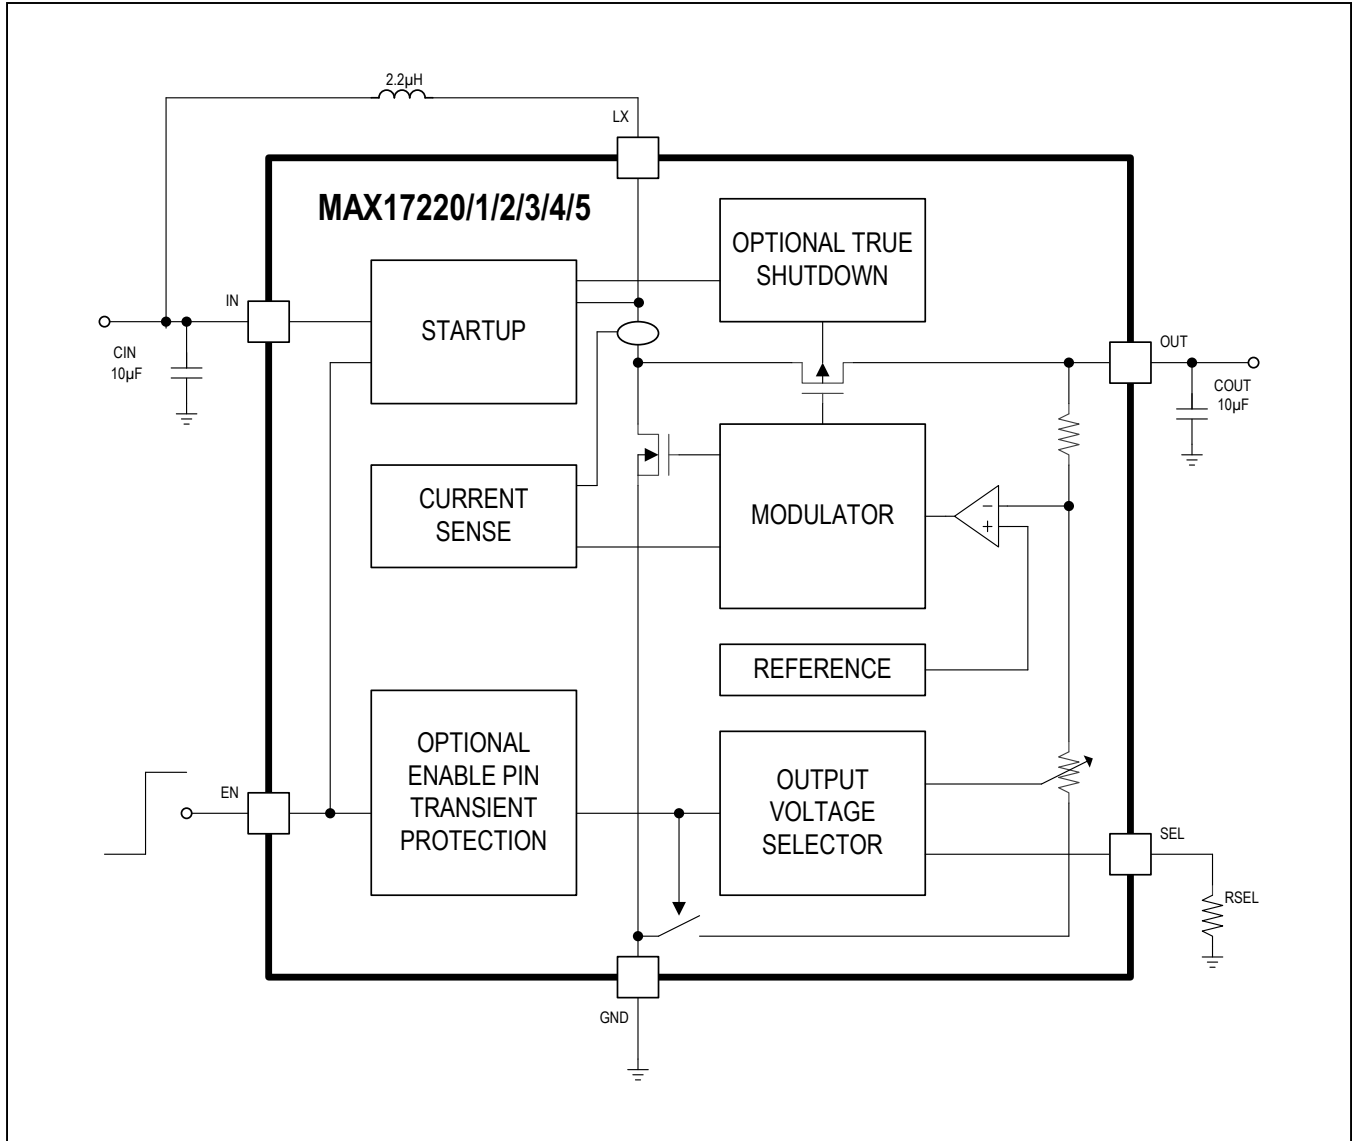 2.2µH
LX
MAX17220/1/2/3/4/5
OPTIONAL TRUE
SHUTDOWN
IN
STARTUP
OUT
CIN
10µF
COUT
10µF
CURRENT
SENSE
MODULATOR
−
+
REFERENCE
OPTIONAL
ENABLE PIN
TRANSIENT
PROTECTION
OUTPUT
VOLTAGE
SELECTOR
EN
SEL
RSEL
GND